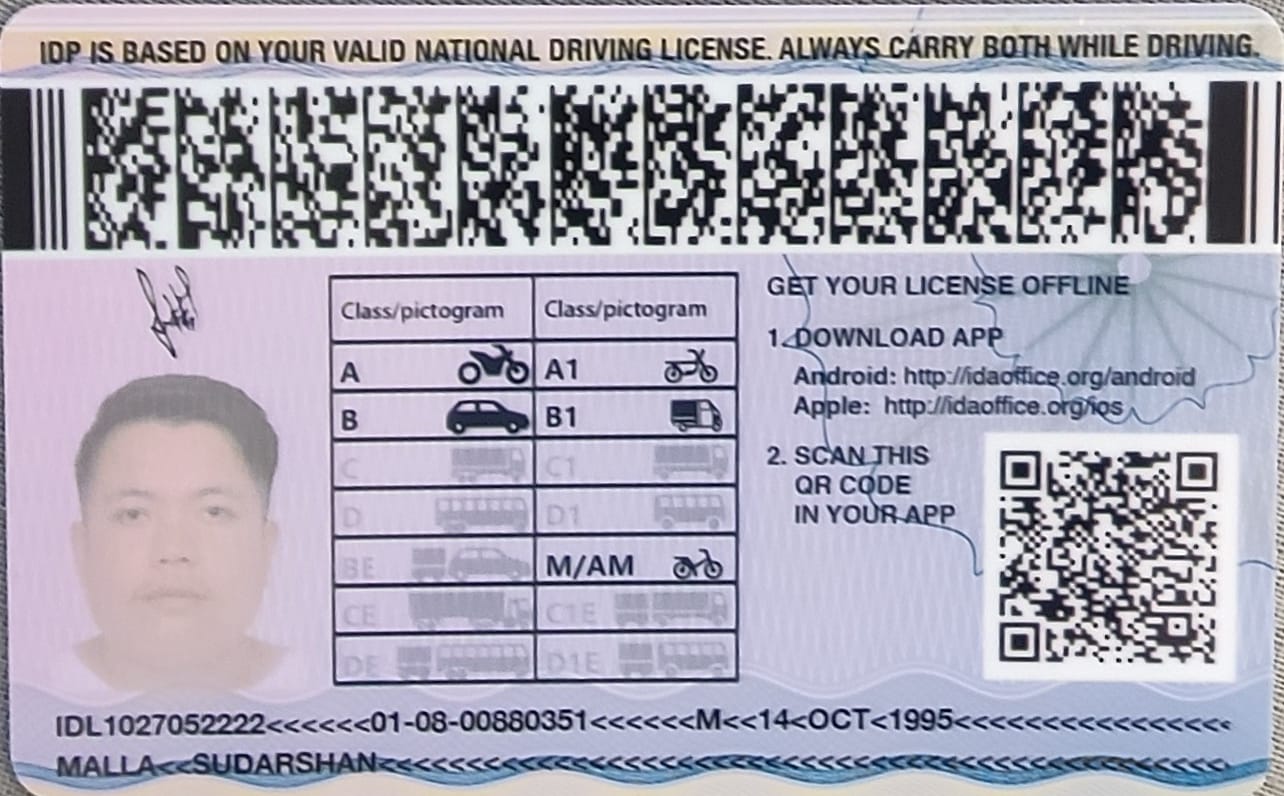 IDP IS BASED ON YOUR VALID NATIONAL DRIVING LICENSE. ALWAYS CARRY BOTH WHILE DRIVING.
Class/pictogram Class/pictogram
A A1
B B1
C C1
D D1
BE M/AM
CE C1E
DE D1E
GET YOUR LICENSE OFFLINE
1. DOWNLOAD APP
Android: http://idaoffice.org/android
Apple: http://idaoffice.org/ios
2. SCAN THIS
QR CODE
IN YOUR APP
IDL1027052222<<<<<<01-08-00880351<<<<<<M<<14<OCT<1995<<<<<<<<<<<<<<<<<
MALLA<<SUDARSHAN<<<<<<<<<<<<<<<<<<<<<<<<<<<<<<<<<<<<<<<<<<<<<<<<<<